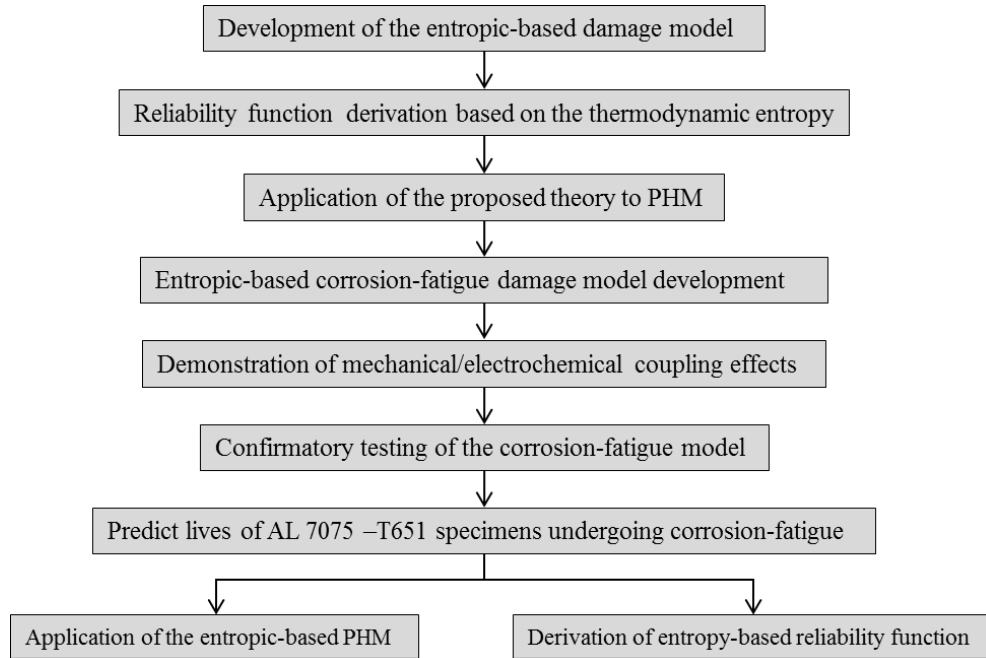 Development of the entropic-based damage model
Reliability function derivation based on the thermodynamic entropy
Application of the proposed theory to PHM
Entropic-based corrosion-fatigue damage model development
Demonstration of mechanical/electrochemical coupling effects
Confirmatory testing of the corrosion-fatigue model
Predict lives of AL 7075 –T651 specimens undergoing corrosion-fatigue
Application of the entropic-based PHM
Derivation of entropy-based reliability function